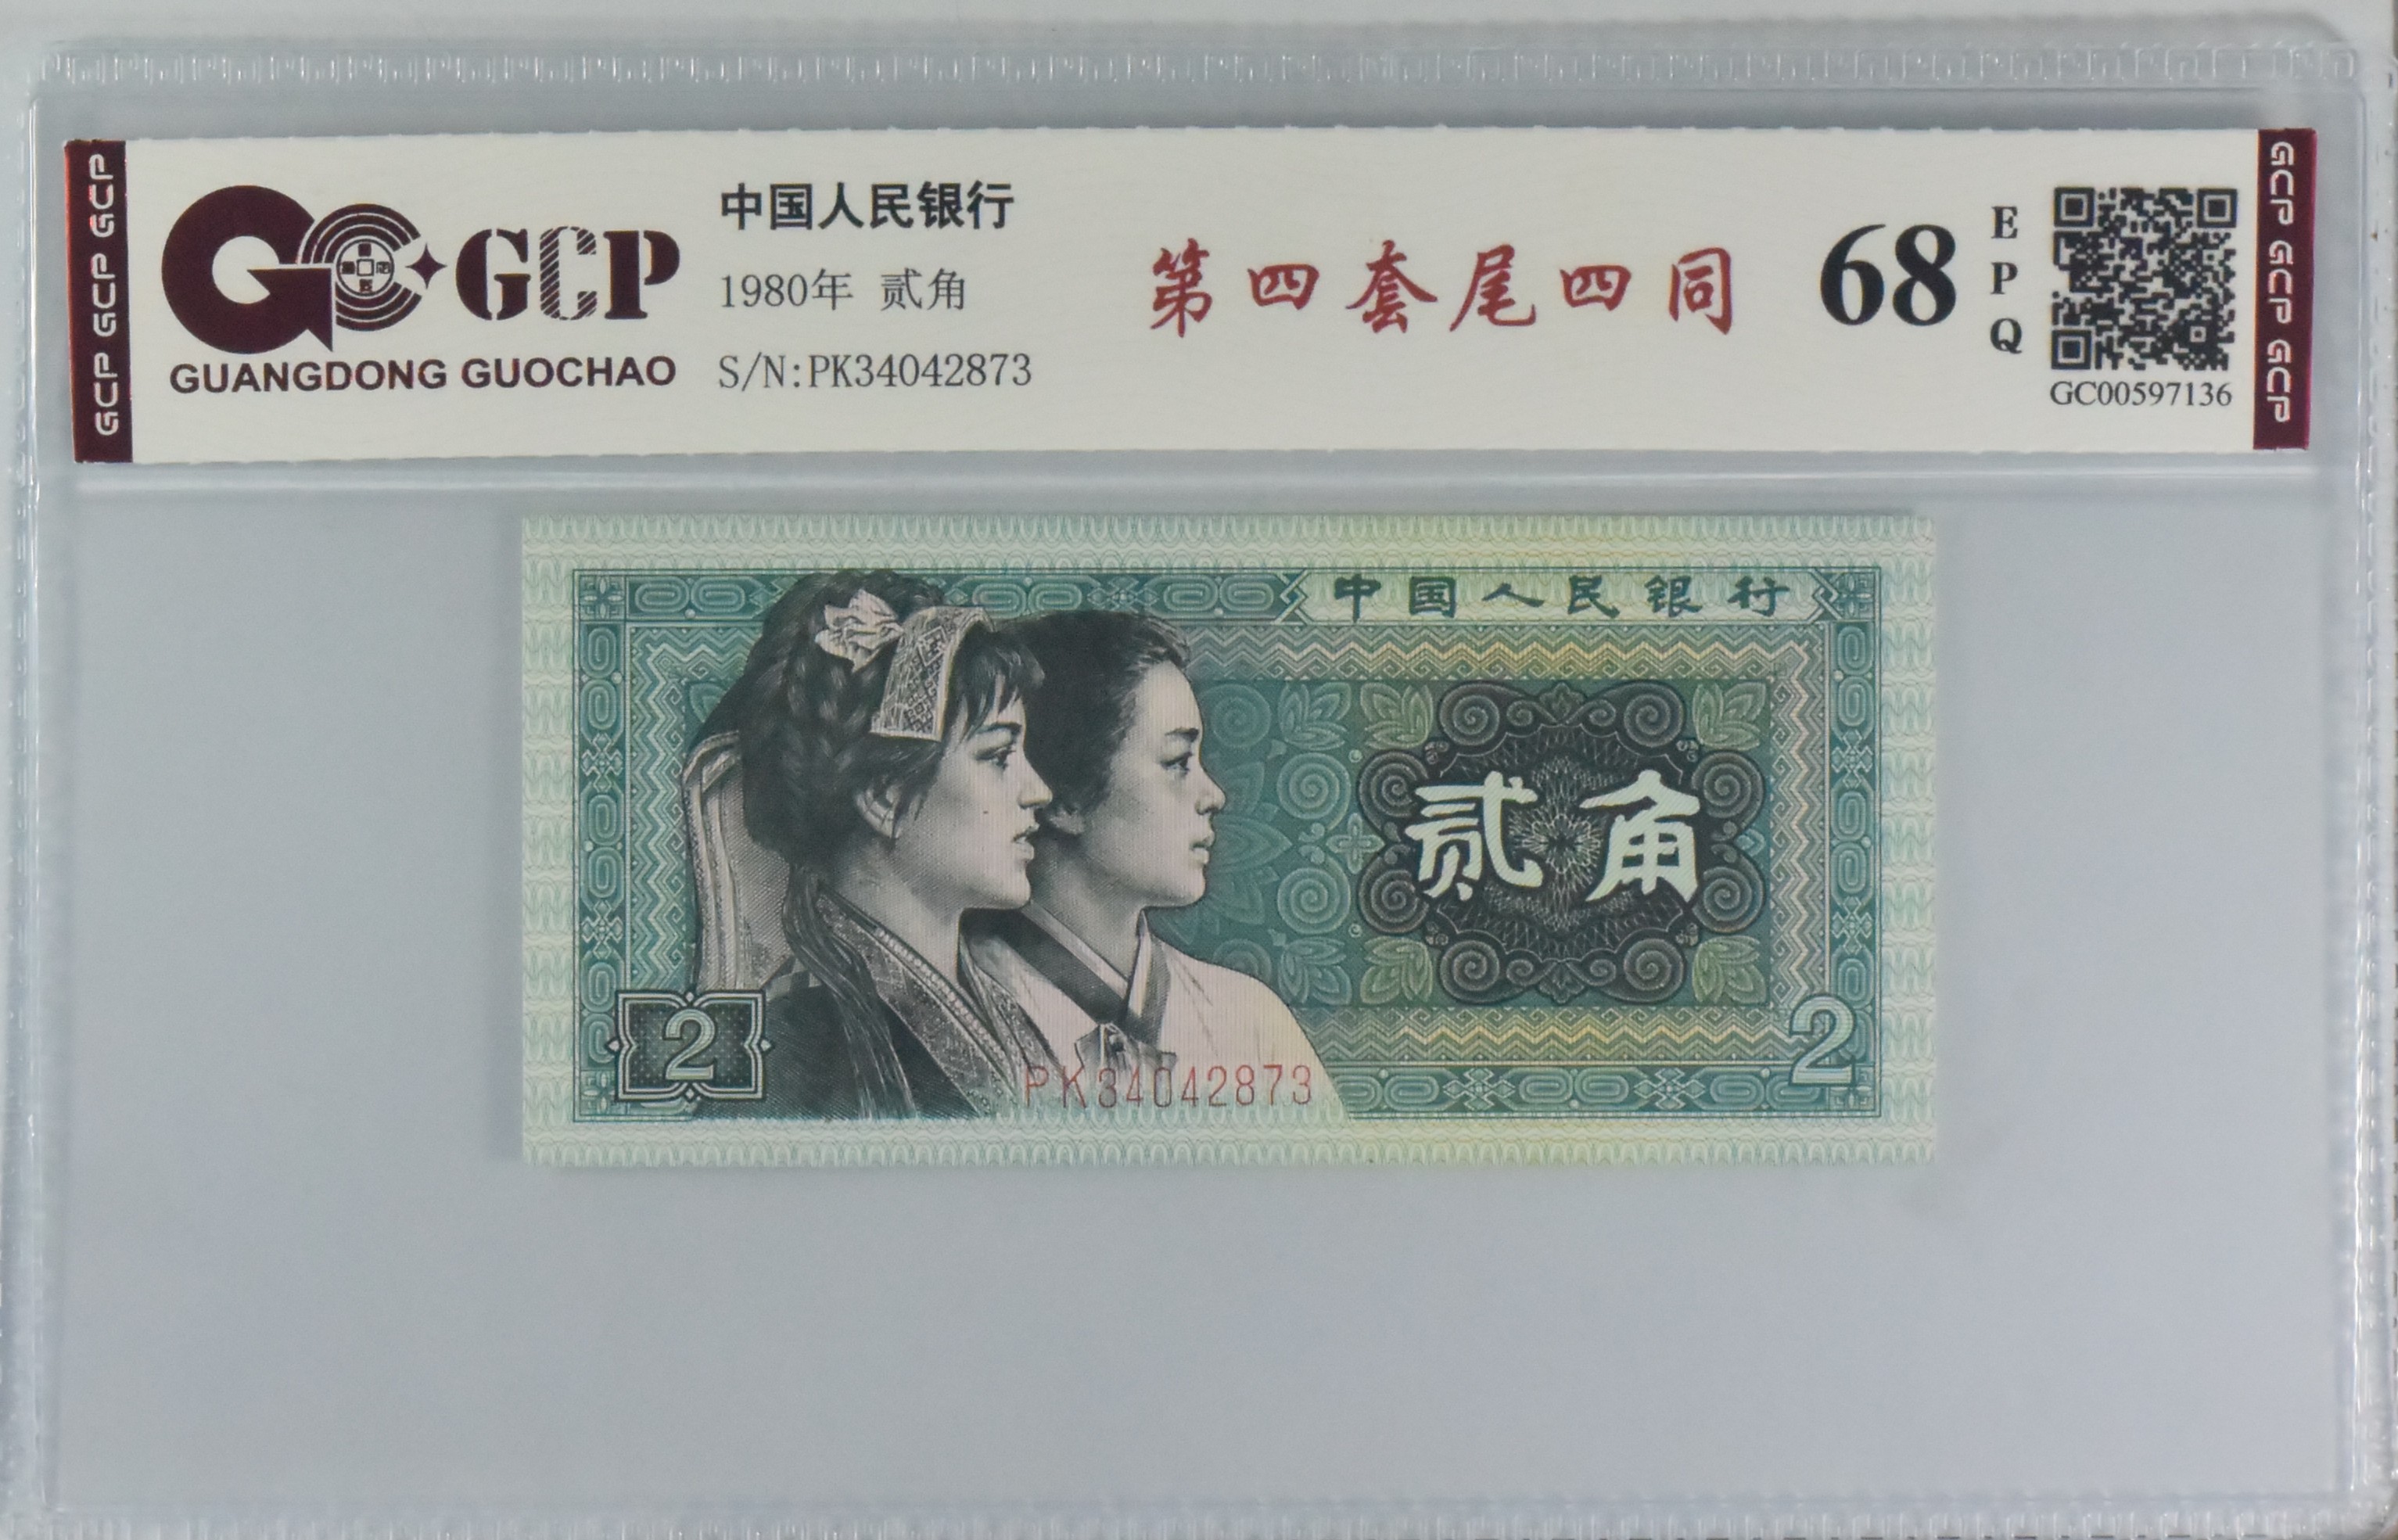 GCP GCP GCP
GCP
GUANGDONG GUOCHAO
中国人民银行
1980年 贰角
S/N:PK34042873
第四套尾四同
68
E
P
Q
GC00597136
GCP GCP GCP
中国人民银行
贰角
2
PK34042873
2